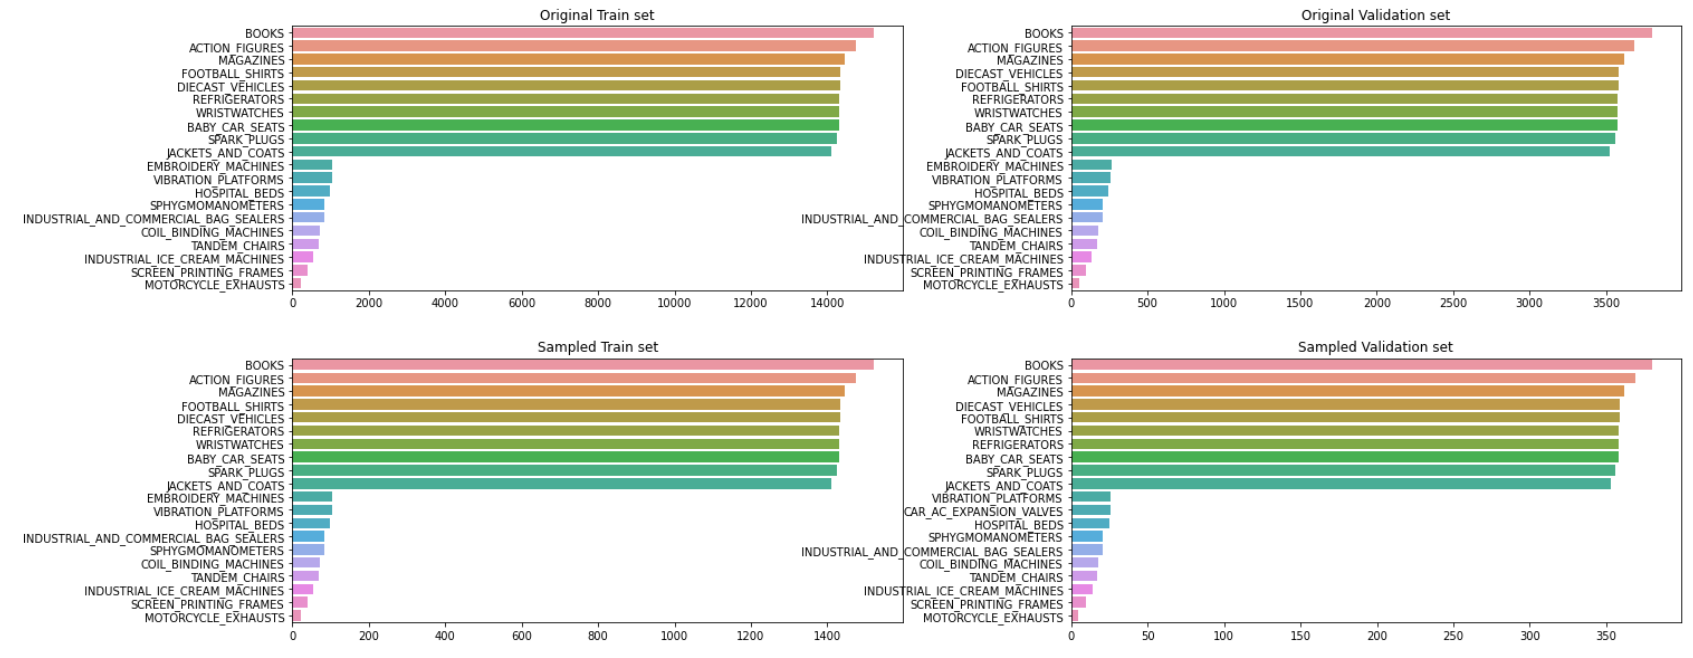 Original Train set
BOOKS
ACTION_FIGURES
MAGAZINES
FOOTBALL_SHIRTS
DIECAST_VEHICLES
REFRIGERATORS
WRISTWATCHES
BABY_CAR_SEATS
SPARK_PLUGS
JACKETS_AND_COATS
EMBROIDERY_MACHINES
VIBRATION_PLATFORMS
HOSPITAL_BEDS
SPHYGMOMANOMETERS
INDUSTRIAL_AND_COMMERCIAL_BAG_SEALERS
COIL_BINDING_MACHINES
TANDEM_CHAIRS
INDUSTRIAL_ICE_CREAM_MACHINES
SCREEN_PRINTING_FRAMES
MOTORCYCLE_EXHAUSTS
0 2000 4000 6000 8000 10000 12000 14000
Original Validation set
BOOKS
ACTION_FIGURES
MAGAZINES
DIECAST_VEHICLES
FOOTBALL_SHIRTS
REFRIGERATORS
WRISTWATCHES
BABY_CAR_SEATS
SPARK_PLUGS
JACKETS_AND_COATS
EMBROIDERY_MACHINES
VIBRATION_PLATFORMS
HOSPITAL_BEDS
SPHYGMOMANOMETERS
INDUSTRIAL_AND_COMMERCIAL_BAG_SEALERS
COIL_BINDING_MACHINES
TANDEM_CHAIRS
INDUSTRIAL_ICE_CREAM_MACHINES
SCREEN_PRINTING_FRAMES
MOTORCYCLE_EXHAUSTS
0 500 1000 1500 2000 2500 3000 3500
Sampled Train set
BOOKS
ACTION_FIGURES
MAGAZINES
FOOTBALL_SHIRTS
DIECAST_VEHICLES
REFRIGERATORS
WRISTWATCHES
BABY_CAR_SEATS
SPARK_PLUGS
JACKETS_AND_COATS
EMBROIDERY_MACHINES
VIBRATION_PLATFORMS
HOSPITAL_BEDS
INDUSTRIAL_AND_COMMERCIAL_BAG_SEALERS
SPHYGMOMANOMETERS
COIL_BINDING_MACHINES
TANDEM_CHAIRS
INDUSTRIAL_ICE_CREAM_MACHINES
SCREEN_PRINTING_FRAMES
MOTORCYCLE_EXHAUSTS
0 200 400 600 800 1000 1200 1400
Sampled Validation set
BOOKS
ACTION_FIGURES
MAGAZINES
DIECAST_VEHICLES
FOOTBALL_SHIRTS
WRISTWATCHES
REFRIGERATORS
BABY_CAR_SEATS
SPARK_PLUGS
JACKETS_AND_COATS
VIBRATION_PLATFORMS
CAR_AC_EXPANSION_VALVES
HOSPITAL_BEDS
SPHYGMOMANOMETERS
INDUSTRIAL_AND_COMMERCIAL_BAG_SEALERS
COIL_BINDING_MACHINES
TANDEM_CHAIRS
INDUSTRIAL_ICE_CREAM_MACHINES
SCREEN_PRINTING_FRAMES
MOTORCYCLE_EXHAUSTS
0 50 100 150 200 250 300 350